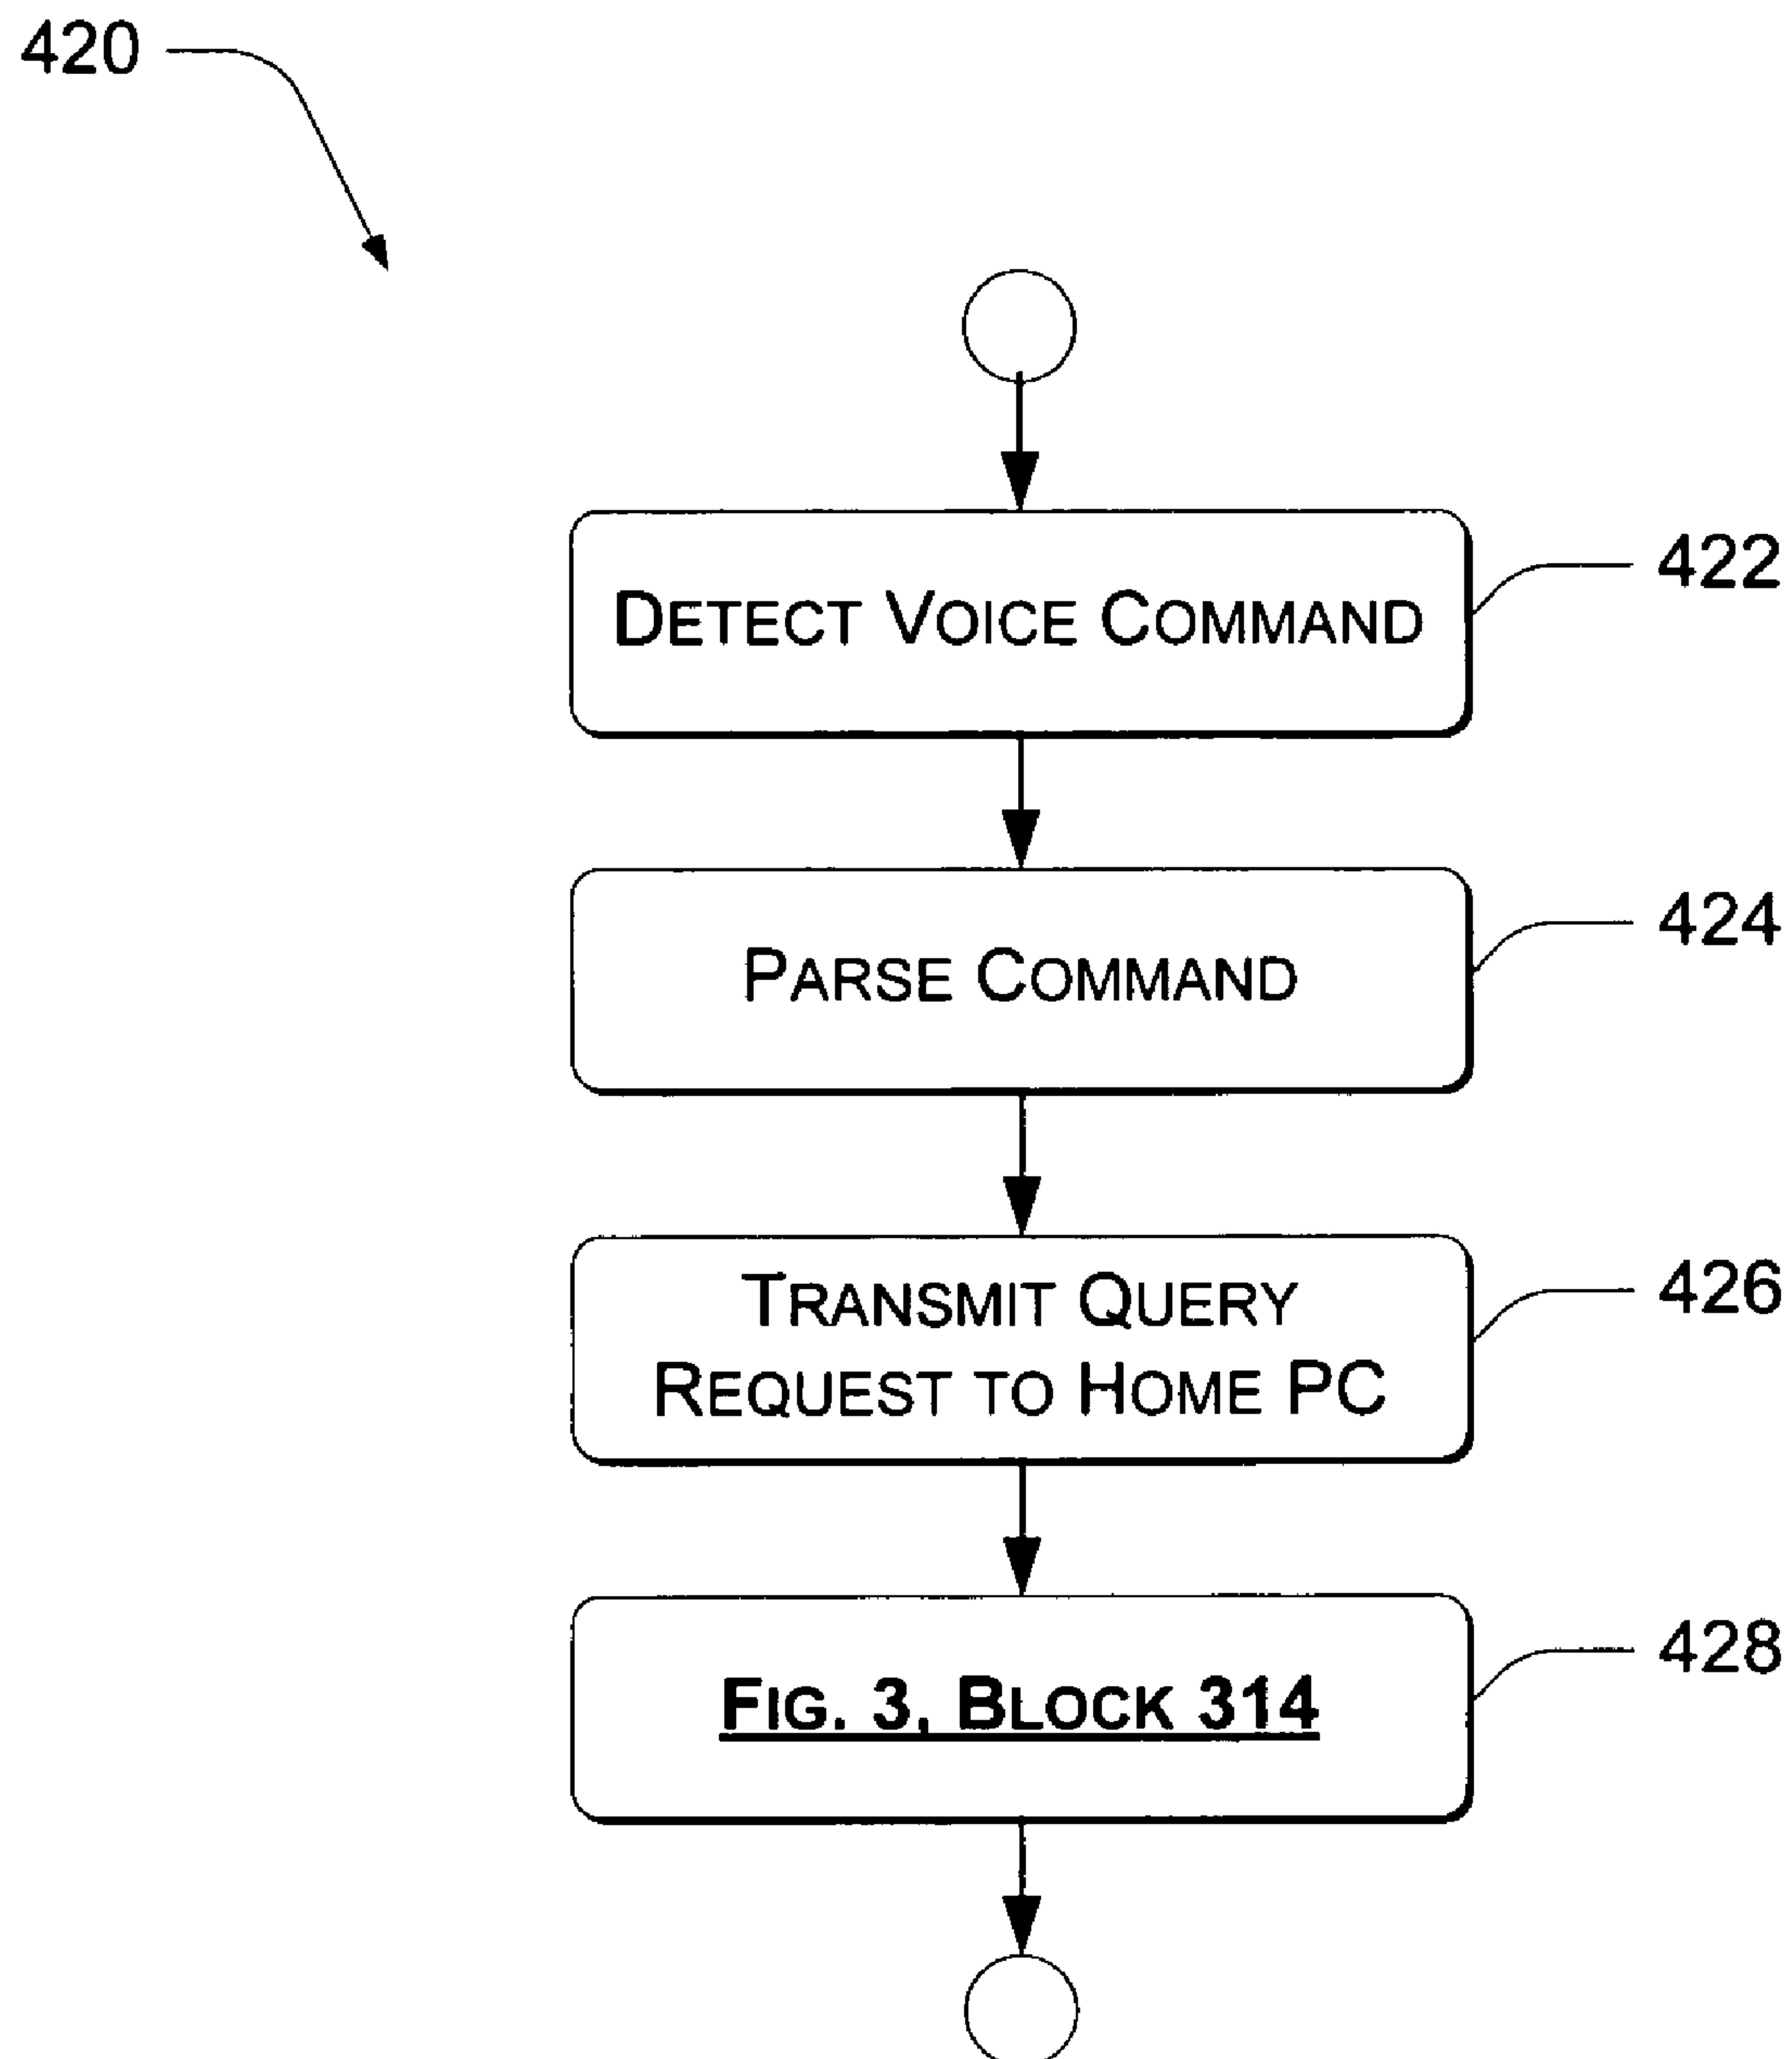 420
DETECT VOICE COMMAND
422
PARSE COMMAND
424
TRANSMIT QUERY
REQUEST TO HOME PC
426
FIG. 3, BLOCK 314
428